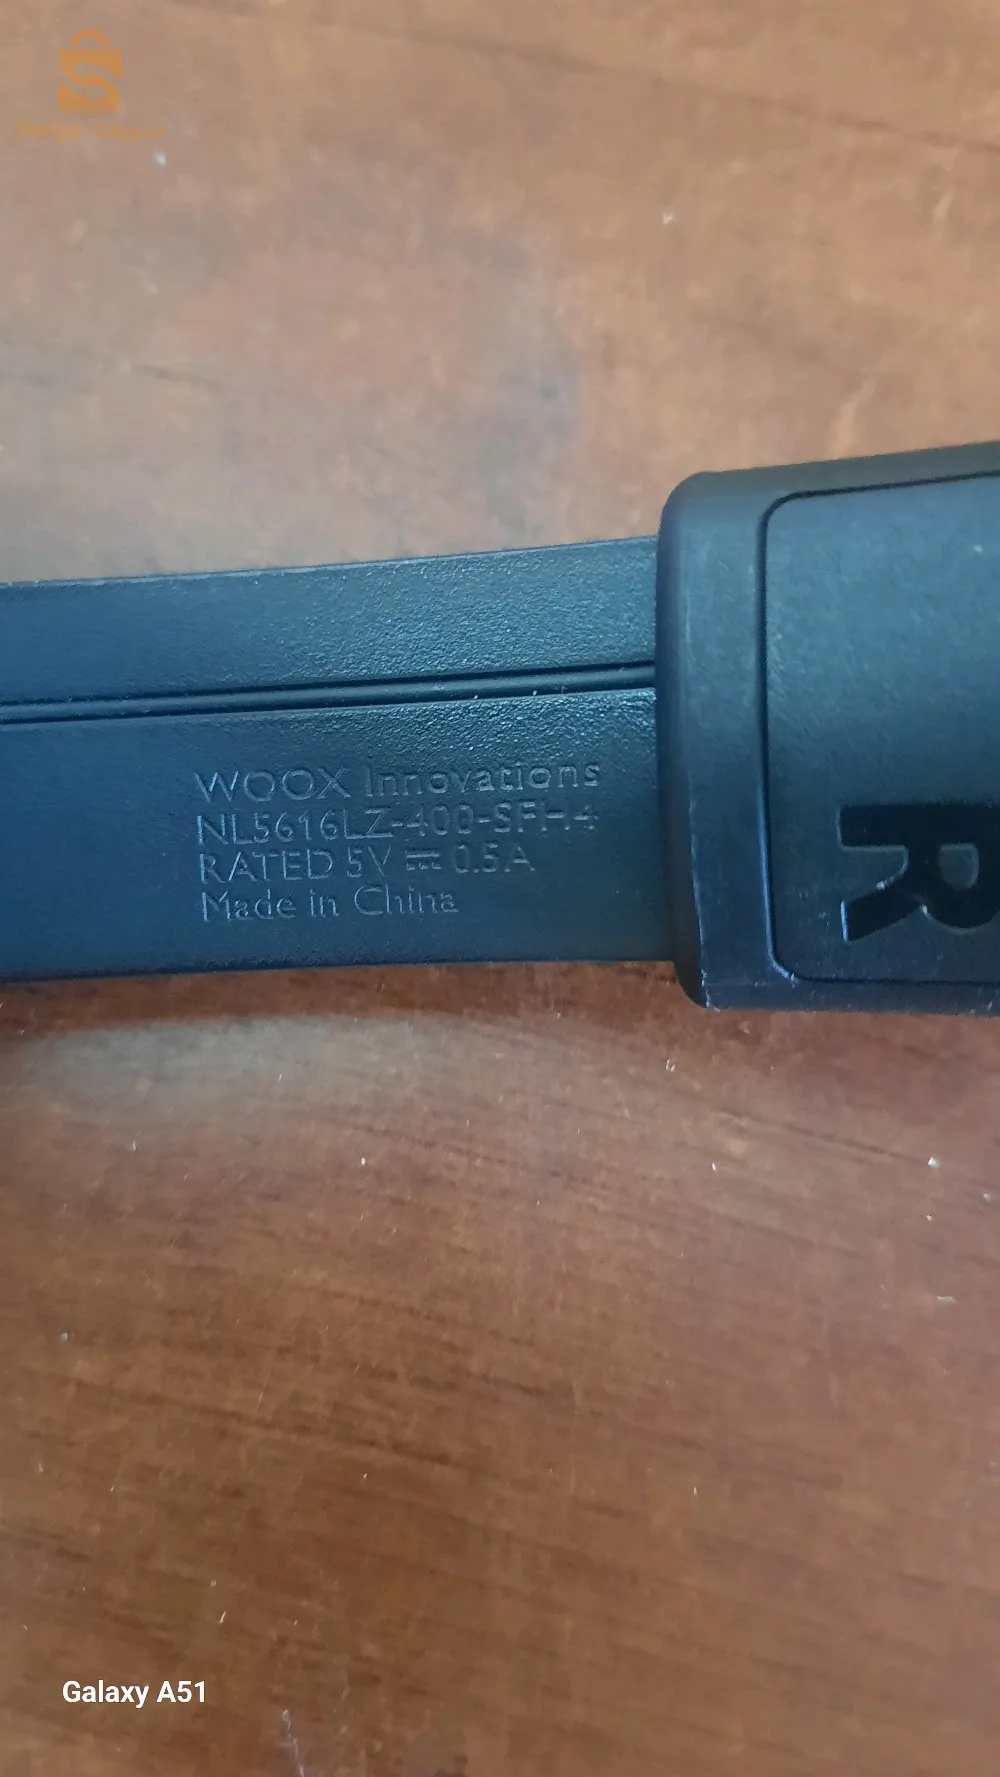 WOOX Innovations
NL5616LZ-400-SFH4
RATED 5V ⎓ 0.5A
Made in China
R
Galaxy A51